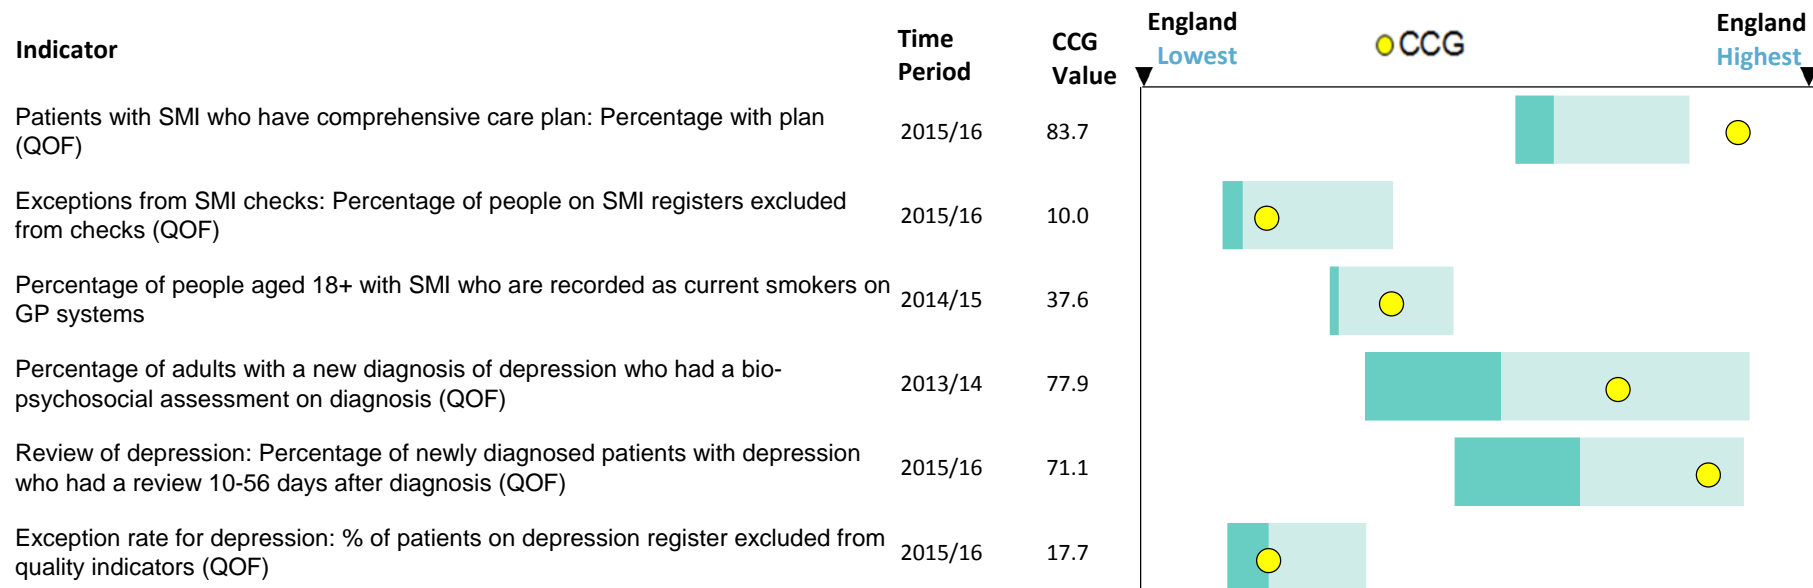 Indicator
Time
Period
CCG
Value
England
Lowest
CCG
England
Highest
Patients with SMI who have comprehensive care plan: Percentage with plan
(QOF)
2015/16
83.7
Exceptions from SMI checks: Percentage of people on SMI registers excluded
from checks (QOF)
2015/16
10.0
Percentage of people aged 18+ with SMI who are recorded as current smokers on
GP systems
2014/15
37.6
Percentage of adults with a new diagnosis of depression who had a bio-
psychosocial assessment on diagnosis (QOF)
2013/14
77.9
Review of depression: Percentage of newly diagnosed patients with depression
who had a review 10-56 days after diagnosis (QOF)
2015/16
71.1
Exception rate for depression: % of patients on depression register excluded from
quality indicators (QOF)
2015/16
17.7